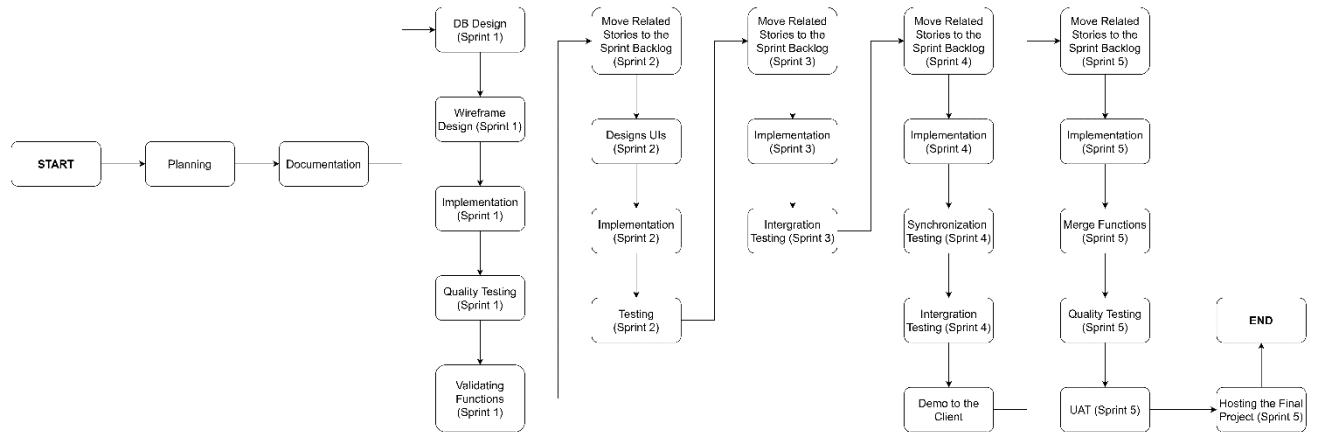 START
Planning
Documentation
DB Design
(Sprint 1)
Wireframe
Design (Sprint 1)
Implementation
(Sprint 1)
Quality Testing
(Sprint 1)
Validating
Functions
(Sprint 1)
Move Related
Stories to the
Sprint Backlog
(Sprint 2)
Designs UIs
(Sprint 2)
Implementation
(Sprint 2)
Testing
(Sprint 2)
Move Related
Stories to the
Sprint Backlog
(Sprint 3)
Implementation
(Sprint 3)
Intergration
Testing (Sprint 3)
Move Related
Stories to the
Sprint Backlog
(Sprint 4)
Implementation
(Sprint 4)
Synchronization
Testing (Sprint 4)
Intergration
Testing (Sprint 4)
Demo to the
Client
Move Related
Stories to the
Sprint Backlog
(Sprint 5)
Implementation
(Sprint 5)
Merge Functions
(Sprint 5)
Quality Testing
(Sprint 5)
UAT (Sprint 5)
Hosting the Final
Project (Sprint 5)
END